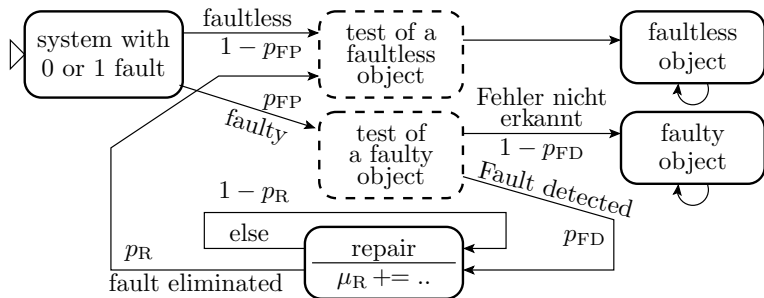 system with
0 or 1 fault
faultless
1 − p_FP
test of a
faultless
object
faultless
object
p_FP
faulty
test of
a faulty
object
Fehler nicht
erkannt
1 − p_FD
faulty
object
Fault detected
p_FD
1 − p_R
else
repair
μ_R += ..
p_R
fault eliminated